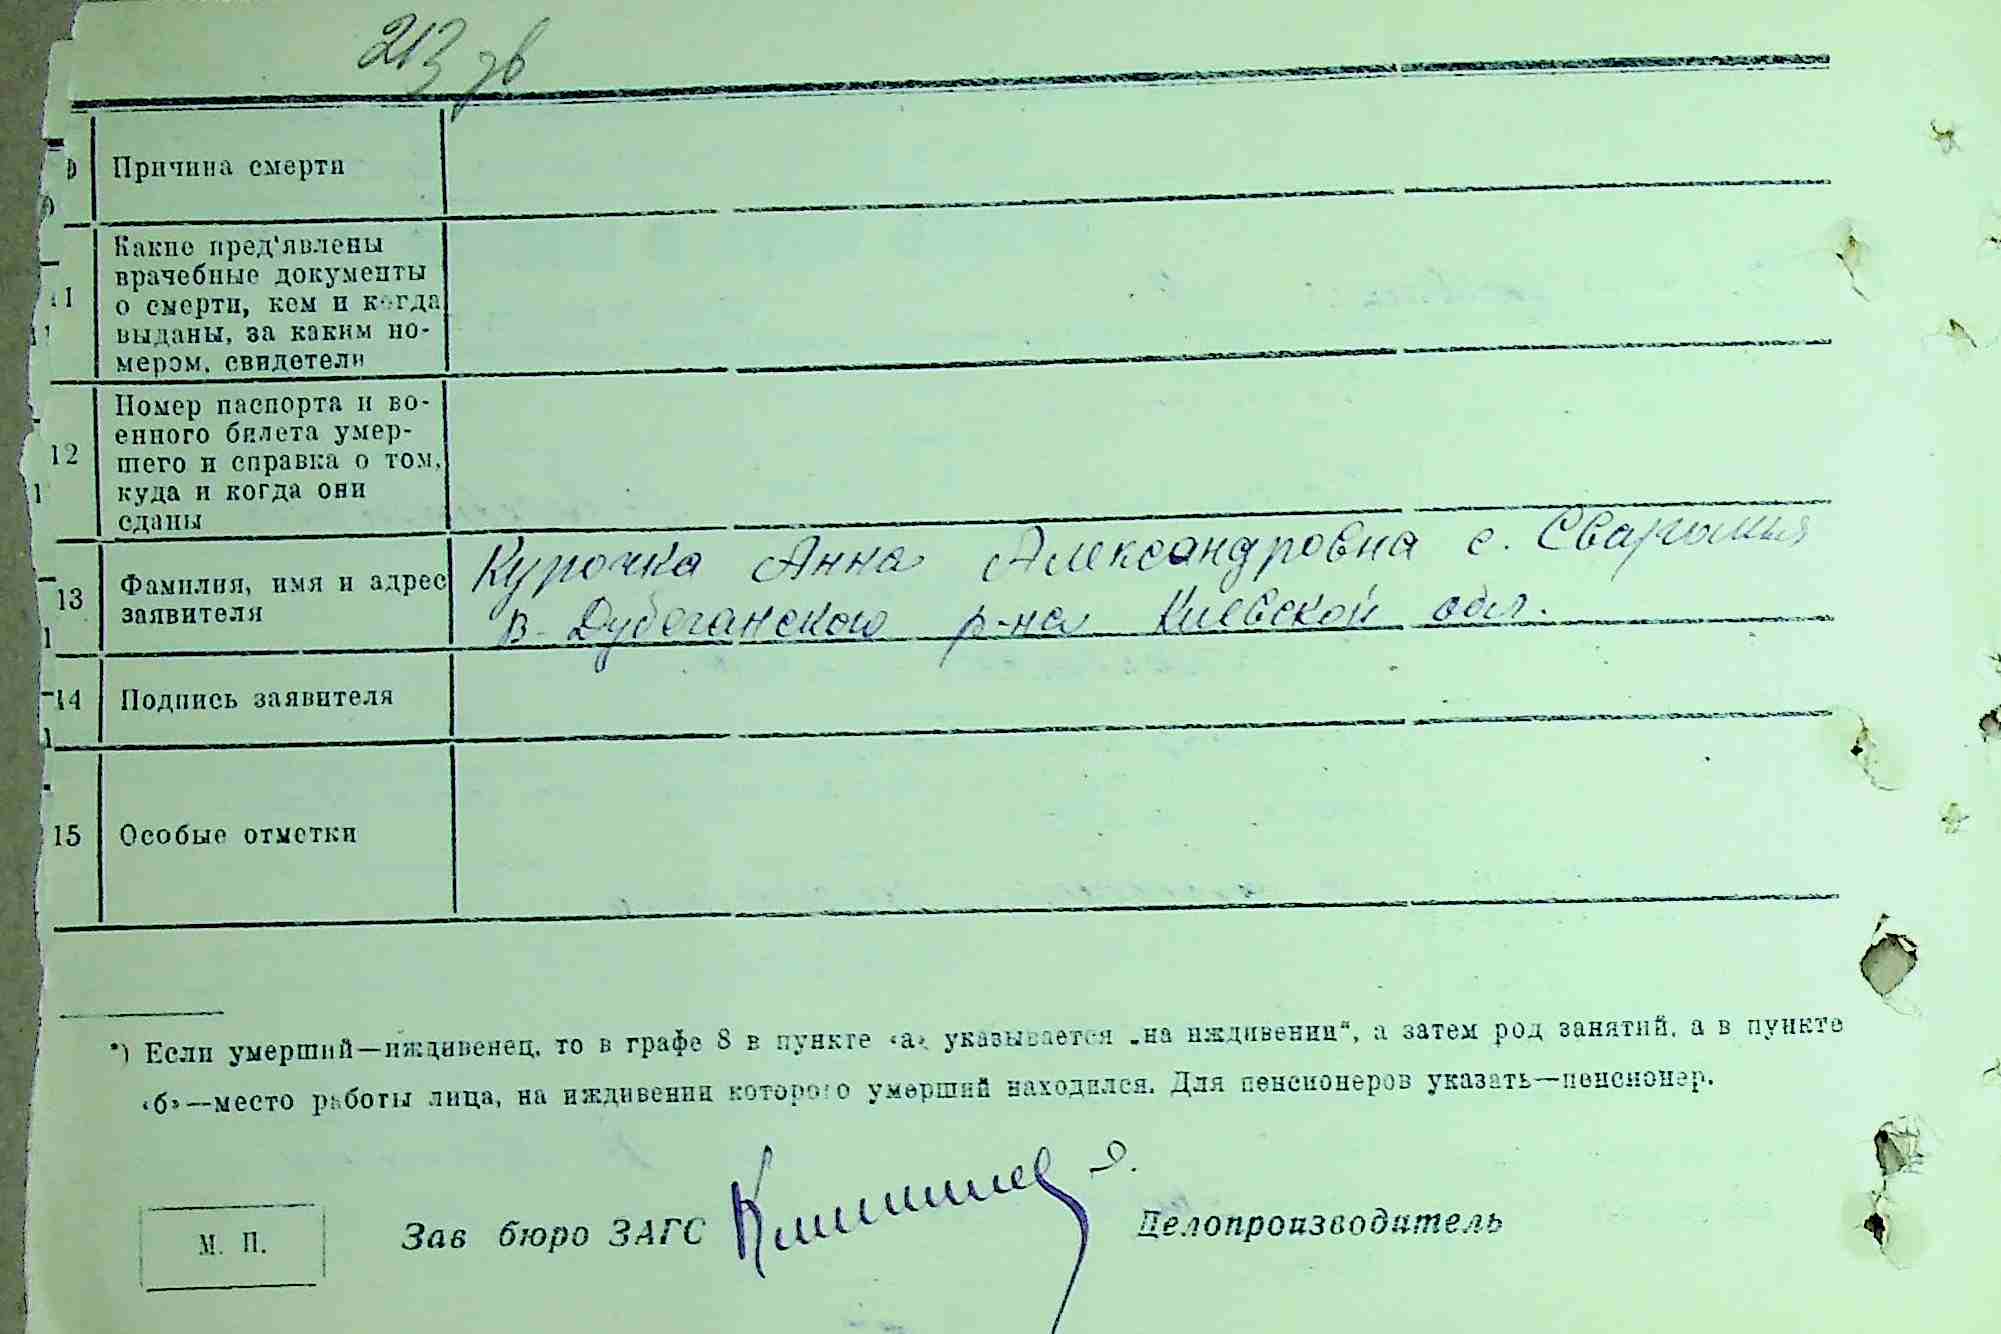 213
10 Причина смерти
11 Какие пред'явлены
врачебные документы
о смерти, кем и когда
выданы, за каким но-
мером, свидетели
12 Номер паспорта и во-
енного билета умер-
шего и справка о том,
куда и когда они
сданы
13 Фамилия, имя и адрес
заявителя
Курочка Анна Александровна с.
В-Дубеганского р-на Киевской обл.
14 Подпись заявителя
15 Особые отметки
*) Если умерший—иждивенец, то в графе 8 в пункте «а» указывается „на иждивении“, а затем род занятий, а в пункте
«б»—место работы лица, на иждивении которого умерший находился. Для пенсионеров указать—пенсионер.
М. П. Зав бюро ЗАГС Делопроизводитель